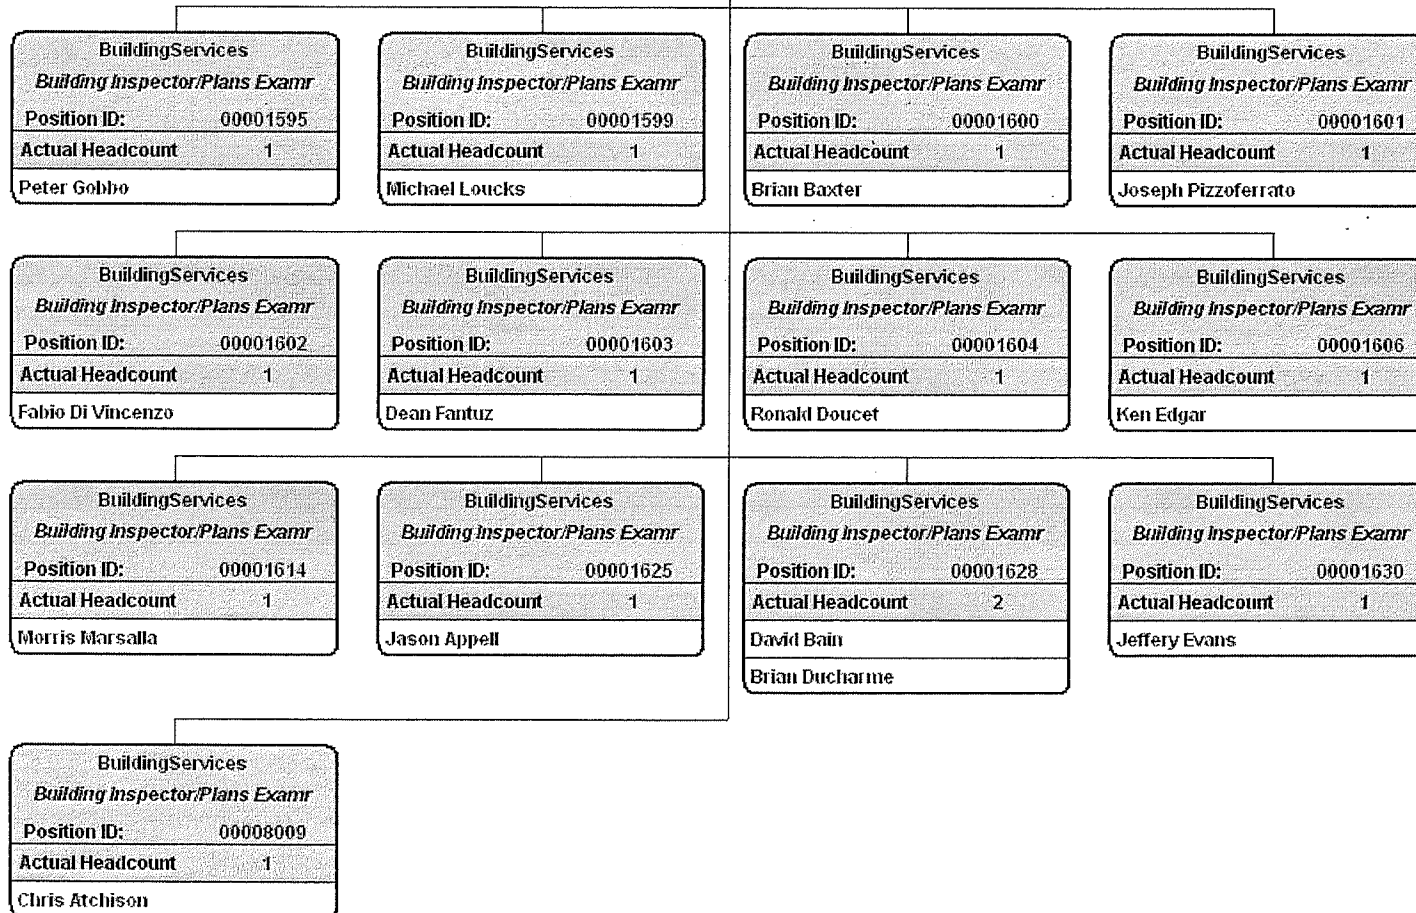 BuildingServices
Building Inspector/Plans Examr
Position ID: 00001595
Actual Headcount 1
Peter Gobbo
BuildingServices
Building Inspector/Plans Examr
Position ID: 00001599
Actual Headcount 1
Michael Loucks
BuildingServices
Building Inspector/Plans Examr
Position ID: 00001600
Actual Headcount 1
Brian Baxter
BuildingServices
Building Inspector/Plans Examr
Position ID: 00001601
Actual Headcount 1
Joseph Pizzoferrato
BuildingServices
Building Inspector/Plans Examr
Position ID: 00001602
Actual Headcount 1
Fabio Di Vincenzo
BuildingServices
Building Inspector/Plans Examr
Position ID: 00001603
Actual Headcount 1
Dean Fantuz
BuildingServices
Building Inspector/Plans Examr
Position ID: 00001604
Actual Headcount 1
Ronald Doucet
BuildingServices
Building Inspector/Plans Examr
Position ID: 00001606
Actual Headcount 1
Ken Edgar
BuildingServices
Building Inspector/Plans Examr
Position ID: 00001614
Actual Headcount 1
Morris Marsalla
BuildingServices
Building Inspector/Plans Examr
Position ID: 00001625
Actual Headcount 1
Jason Appell
BuildingServices
Building Inspector/Plans Examr
Position ID: 00001628
Actual Headcount 2
David Bain
Brian Ducharme
BuildingServices
Building Inspector/Plans Examr
Position ID: 00001630
Actual Headcount 1
Jeffery Evans
BuildingServices
Building Inspector/Plans Examr
Position ID: 00008009
Actual Headcount 1
Chris Atchison